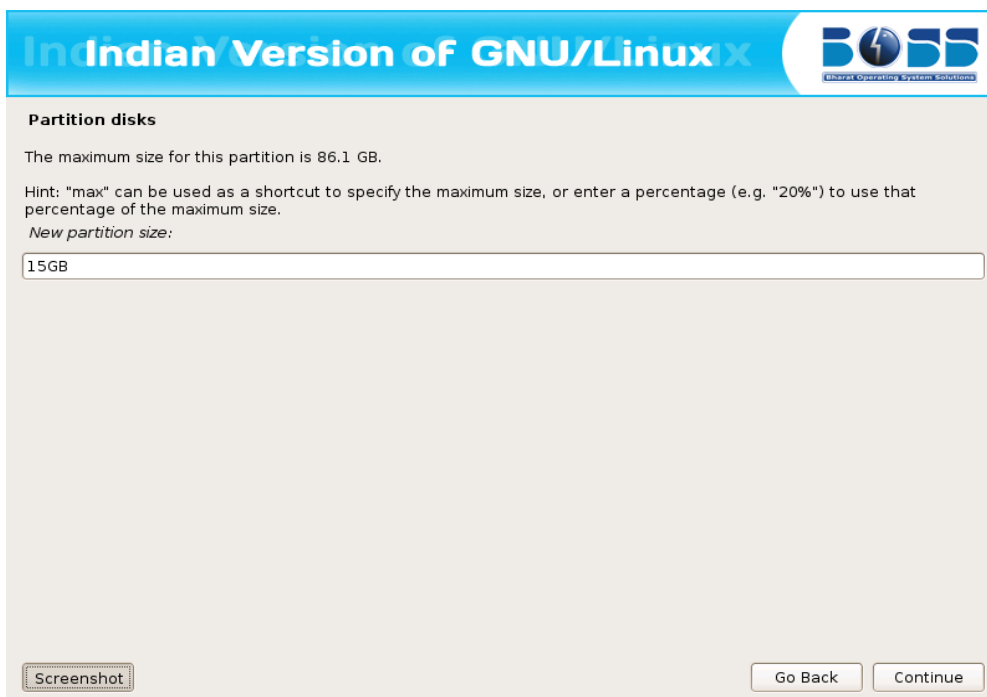 Indian Version of GNU/Linux
BOSS
Bharat Operating System Solutions
Partition disks
The maximum size for this partition is 86.1 GB.
Hint: "max" can be used as a shortcut to specify the maximum size, or enter a percentage (e.g. "20%") to use that
percentage of the maximum size.
New partition size:
15GB
Screenshot
Go Back
Continue